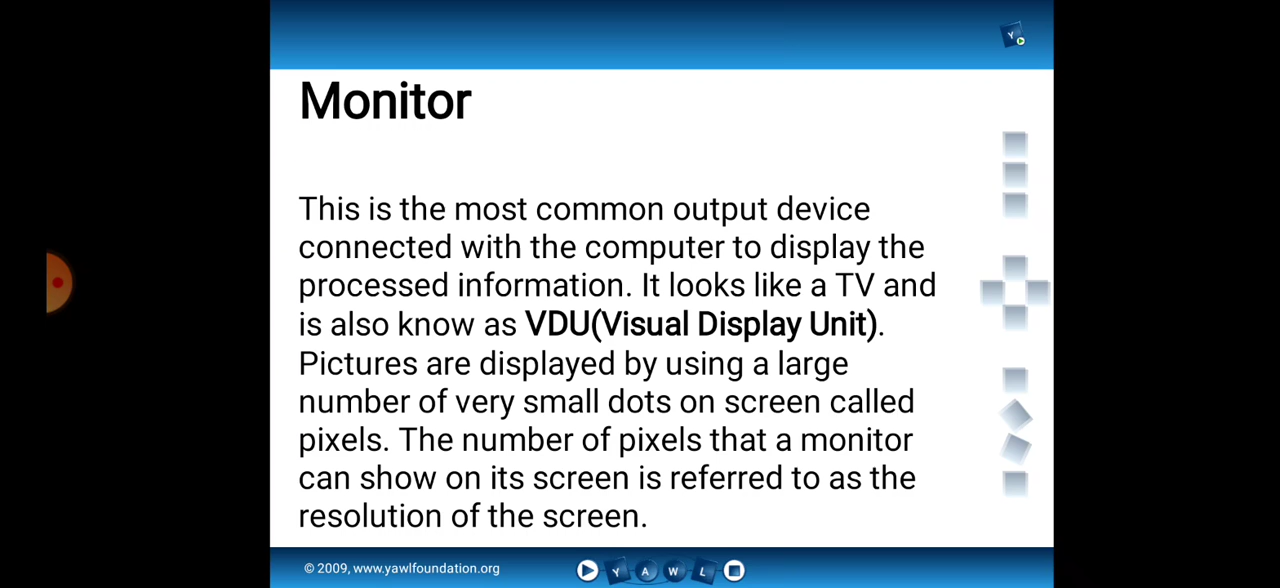 Y
Monitor
This is the most common output device
connected with the computer to display the
processed information. It looks like a TV and
is also know as VDU(Visual Display Unit).
Pictures are displayed by using a large
number of very small dots on screen called
pixels. The number of pixels that a monitor
can show on its screen is referred to as the
resolution of the screen.
© 2009, www.yawlfoundation.org
Y A W L